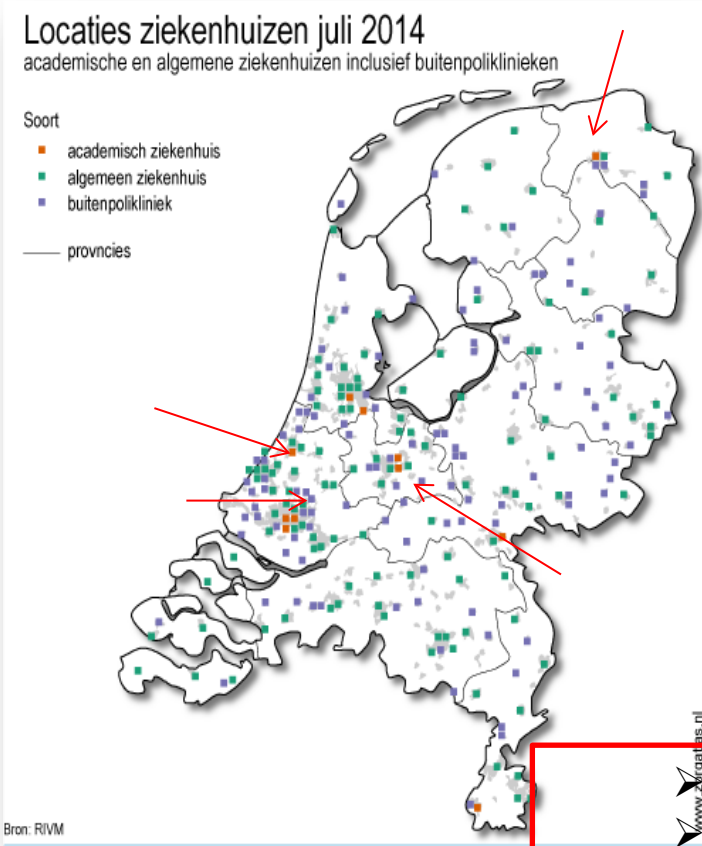 Locaties ziekenhuizen juli 2014
academische en algemene ziekenhuizen inclusief buitenpoliklinieken
Soort
academisch ziekenhuis
algemeen ziekenhuis
buitenpolikliniek
provncies
www.zorgatlas.nl
Bron: RIVM